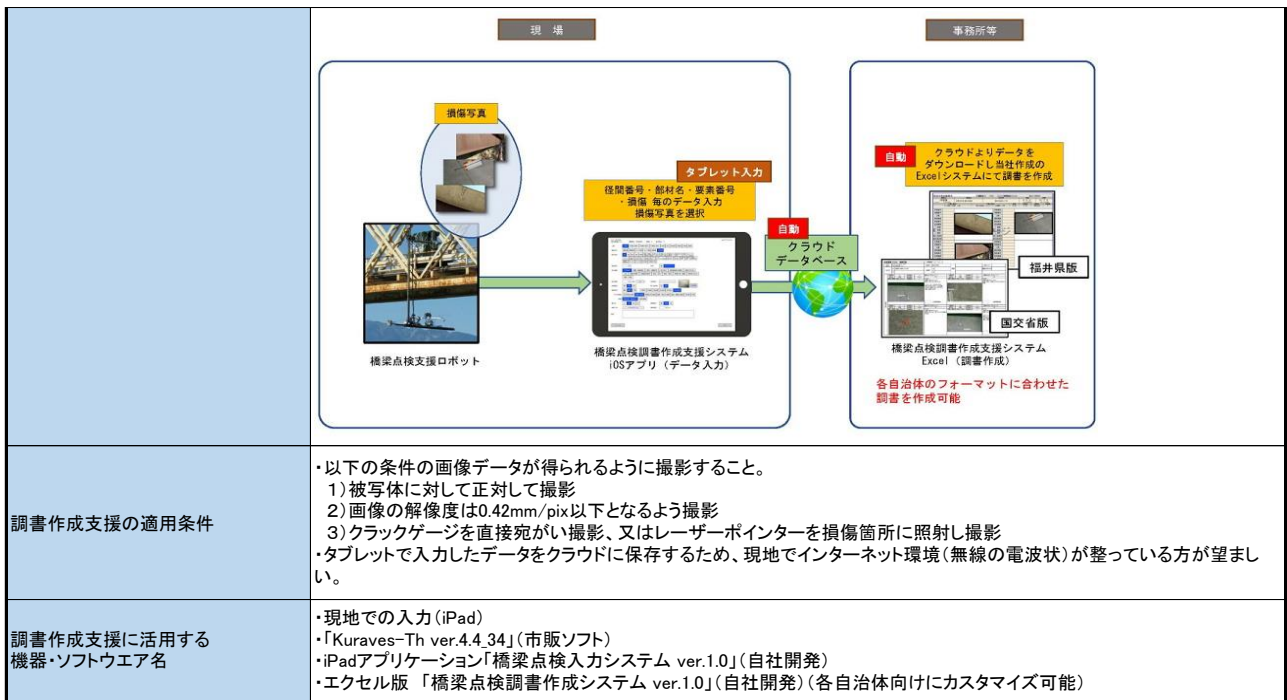 現 場
事務所等
損傷写真
タブレット入力
径間番号・部材名・要素番号
・損傷 毎のデータ入力
損傷写真を選択
自動
クラウド
データベース
自動
クラウドよりデータを
ダウンロードし当社作成の
Excelシステムにて調書を作成
福井県版
国交省版
橋梁点検支援ロボット
橋梁点検調書作成支援システム
iOSアプリ（データ入力）
橋梁点検調書作成支援システム
Excel（調書作成）
各自治体のフォーマットに合わせた
調書を作成可能
調書作成支援の適用条件
・以下の条件の画像データが得られるように撮影すること。
1）被写体に対して正対して撮影
2）画像の解像度は0.42mm/pix以下となるよう撮影
3）クラックゲージを直接宛がい撮影、又はレーザーポインターを損傷箇所に照射し撮影
・タブレットで入力したデータをクラウドに保存するため、現地でインターネット環境（無線の電波状）が整っている方が望まし
い。
調書作成支援に活用する
機器・ソフトウエア名
・現地での入力（iPad）
・「Kuraves-Th ver.4.4_34」（市販ソフト）
・iPadアプリケーション「橋梁点検入力システム ver.1.0」（自社開発）
・エクセル版 「橋梁点検調書作成システム ver.1.0」（自社開発）（各自治体向けにカスタマイズ可能）